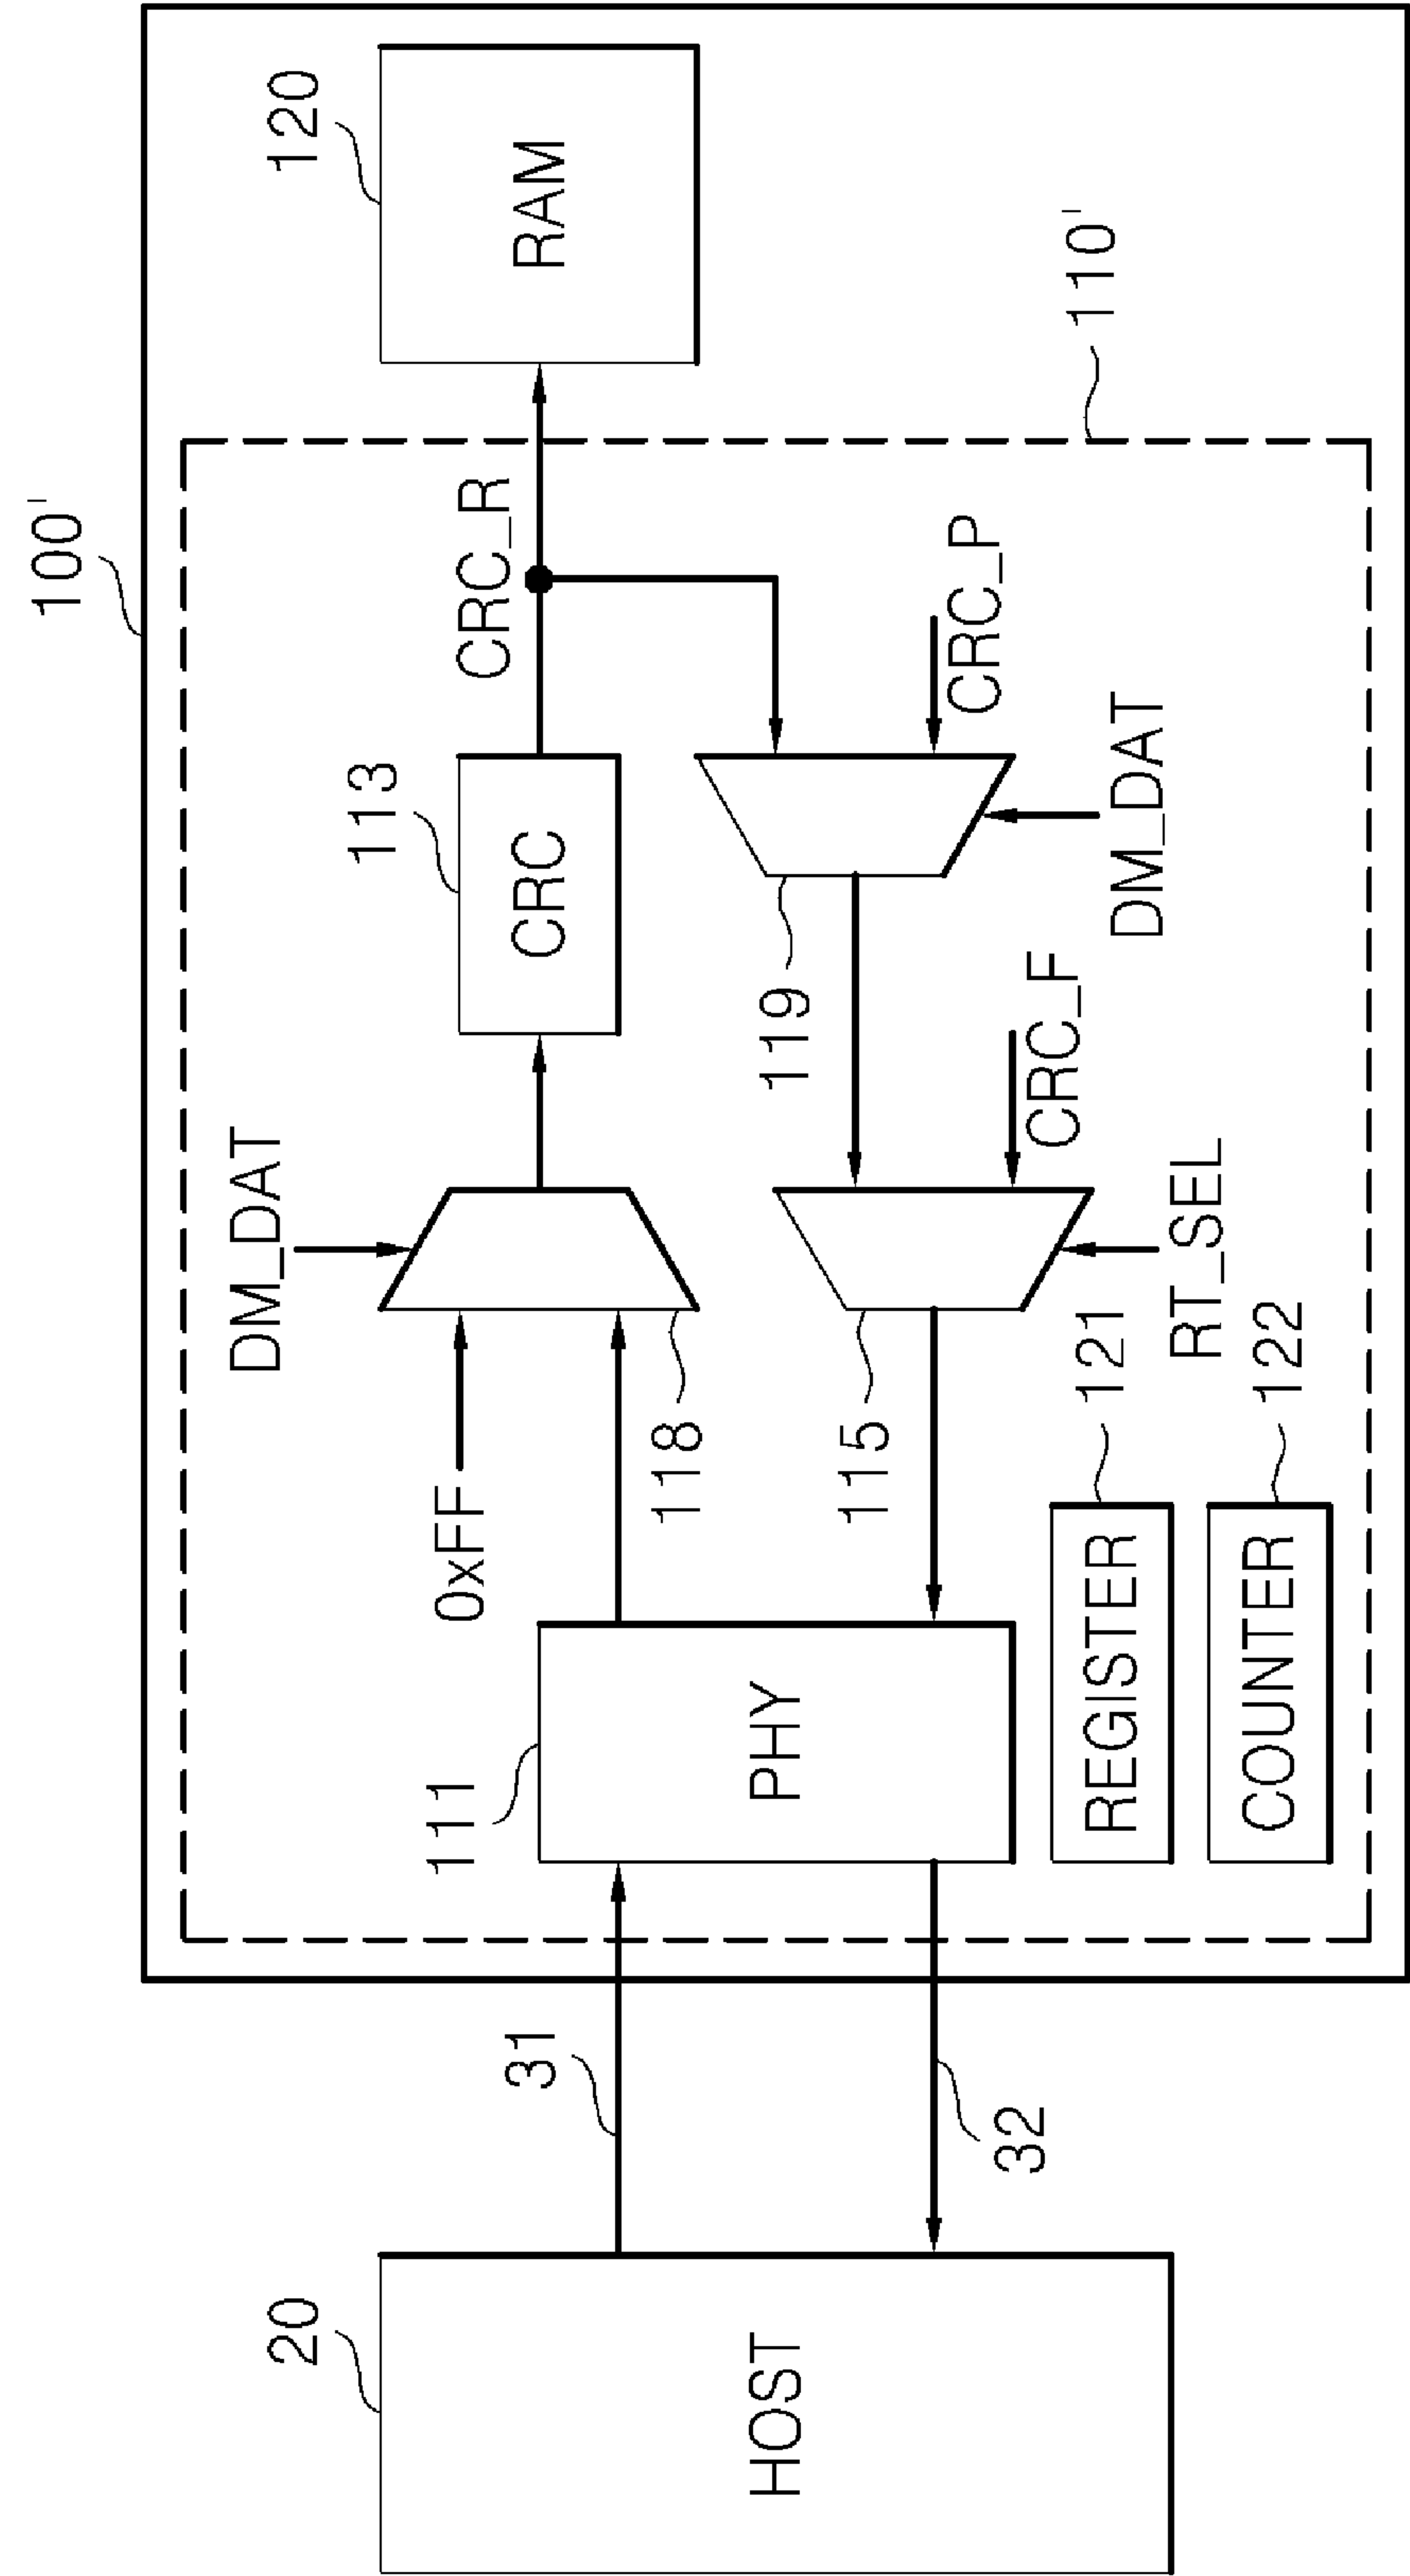 100'
20
HOST
31
32
111
PHY
0xFF
DM_DAT
118
113
CRC
CRC_R
120
RAM
115
RT_SEL
CRC_F
119
DM_DAT
CRC_P
110'
REGISTER
121
COUNTER
122